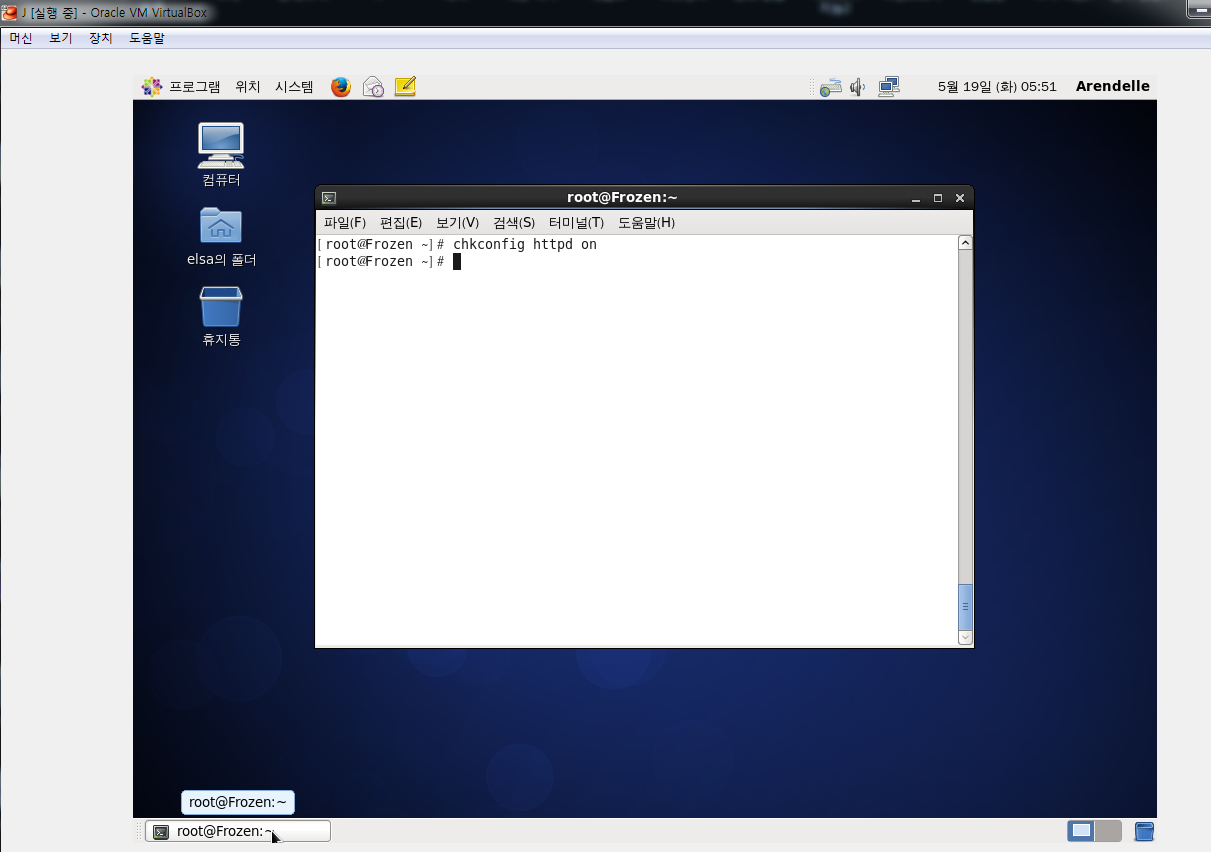 J [실행 중] - Oracle VM VirtualBox
머신 보기 장치 도움말
프로그램 위치 시스템 5월 19일 (화) 05:51 Arendelle
컴퓨터
elsa의 폴더
휴지통
root@Frozen:~
파일(F) 편집(E) 보기(V) 검색(S) 터미널(T) 도움말(H)
[root@Frozen ~]# chkconfig httpd on
[root@Frozen ~]#
root@Frozen:~
root@Frozen:~